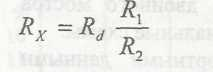 R_X = R_d R_1/R_2